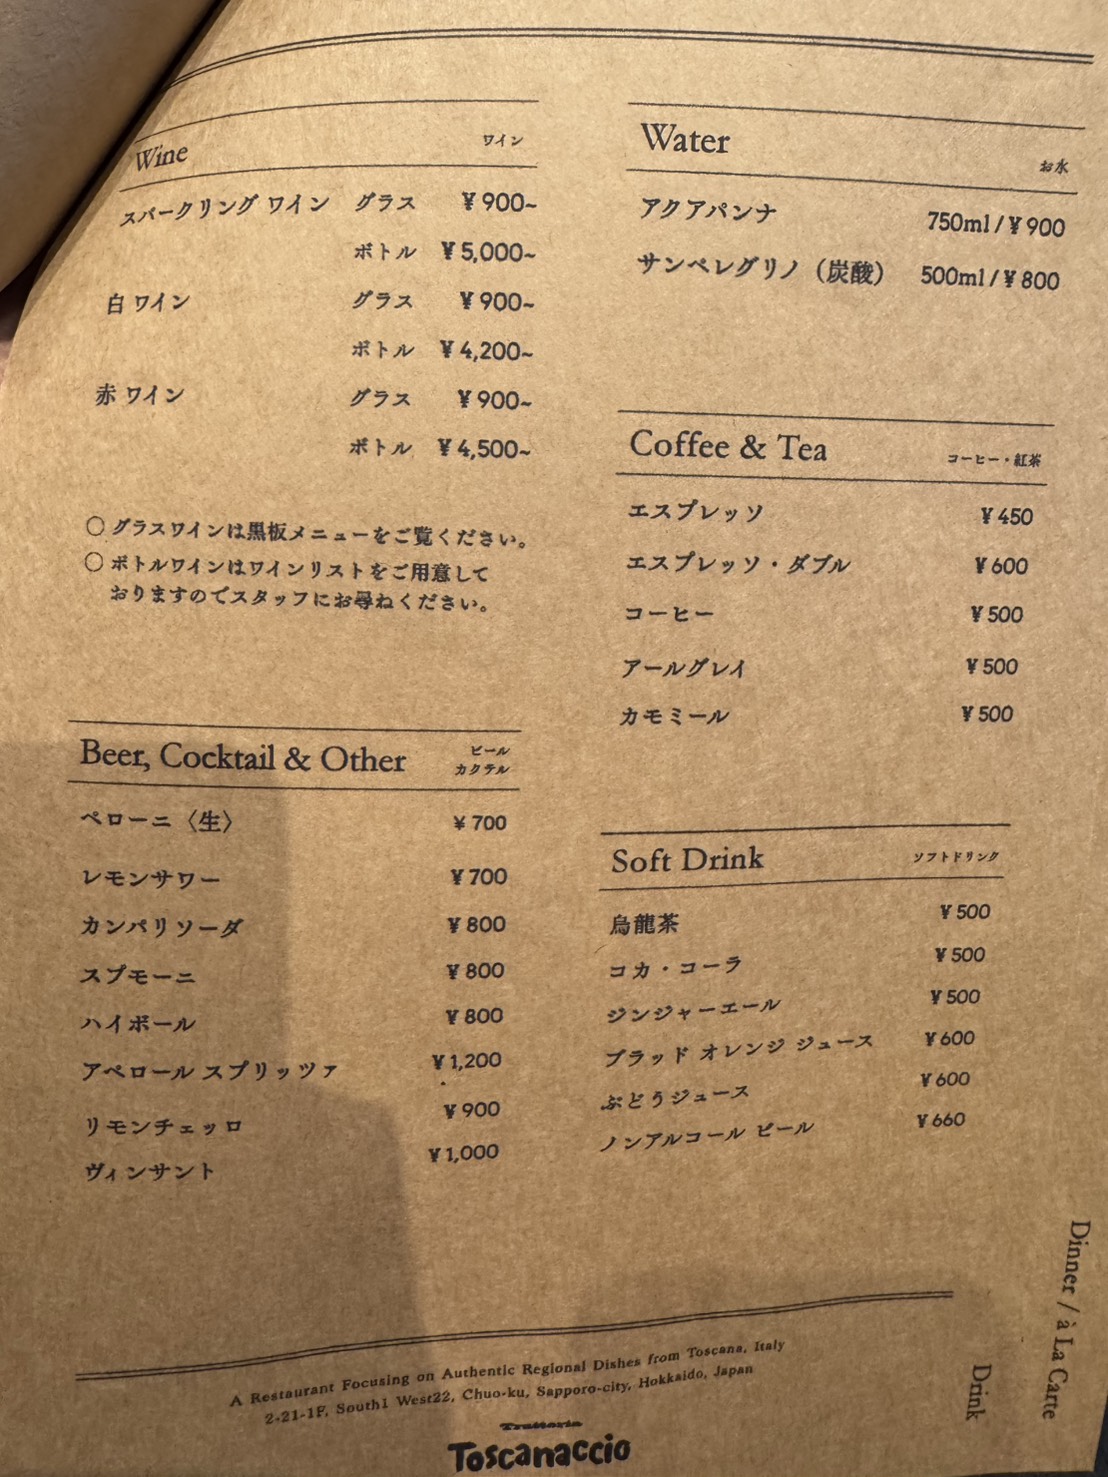 Wine ワイン
スパークリング ワイン グラス ¥900~
ボトル ¥5,000~
白 ワイン グラス ¥900~
ボトル ¥4,200~
赤 ワイン グラス ¥900~
ボトル ¥4,500~
○ グラスワインは黒板メニューをご覧ください。
○ ボトルワインはワインリストをご用意して
おりますのでスタッフにお尋ねください。
Beer, Cocktail & Other ビール
カクテル
ペローニ〈生〉 ¥700
レモンサワー ¥700
カンパリソーダ ¥800
スプモーニ ¥800
ハイボール ¥800
アペロール スプリッツァ ¥1,200
リモンチェッロ ¥900
ヴィンサント ¥1,000
Water お水
アクアパンナ 750ml/¥900
サンペレグリノ（炭酸） 500ml/¥800
Coffee & Tea コーヒー・紅茶
エスプレッソ ¥450
エスプレッソ・ダブル ¥600
コーヒー ¥500
アールグレイ ¥500
カモミール ¥500
Soft Drink ソフトドリンク
烏龍茶 ¥500
コカ・コーラ ¥500
ジンジャーエール ¥500
ブラッド オレンジ ジュース ¥600
ぶどうジュース ¥600
ノンアルコール ビール ¥660
Dinner / à La Carte
Drink
A Restaurant Focusing on Authentic Regional Dishes from Toscana, Italy
2-21-1F, South1 West22, Chuo-ku, Sapporo-city, Hokkaido, Japan
Trattoria
Toscanaccio